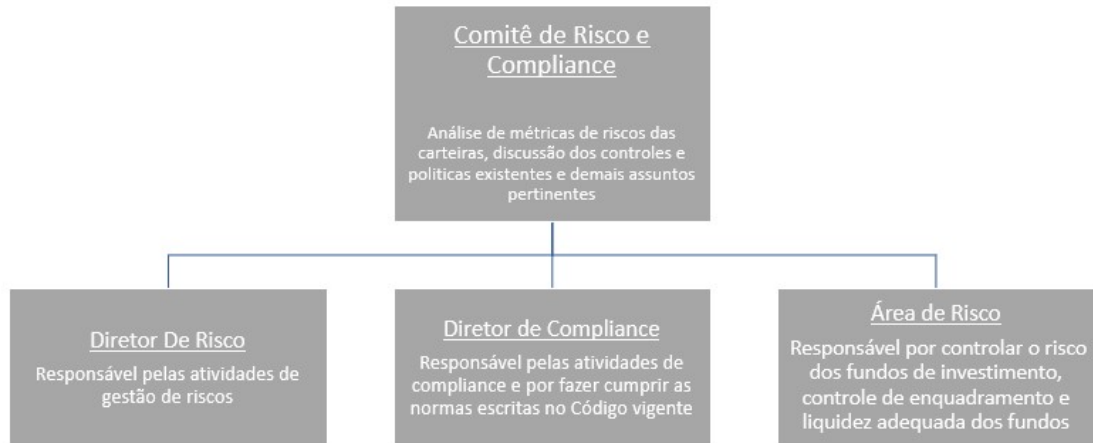 Comitê de Risco e
Compliance
Análise de métricas de riscos das
carteiras, discussão dos controles e
politicas existentes e demais assuntos
pertinentes
Diretor De Risco
Responsável pelas atividades de
gestão de riscos
Diretor de Compliance
Responsável pelas atividades de
compliance e por fazer cumprir as
normas escritas no Código vigente
Área de Risco
Responsável por controlar o risco
dos fundos de investimento,
controle de enquadramento e
liquidez adequada dos fundos